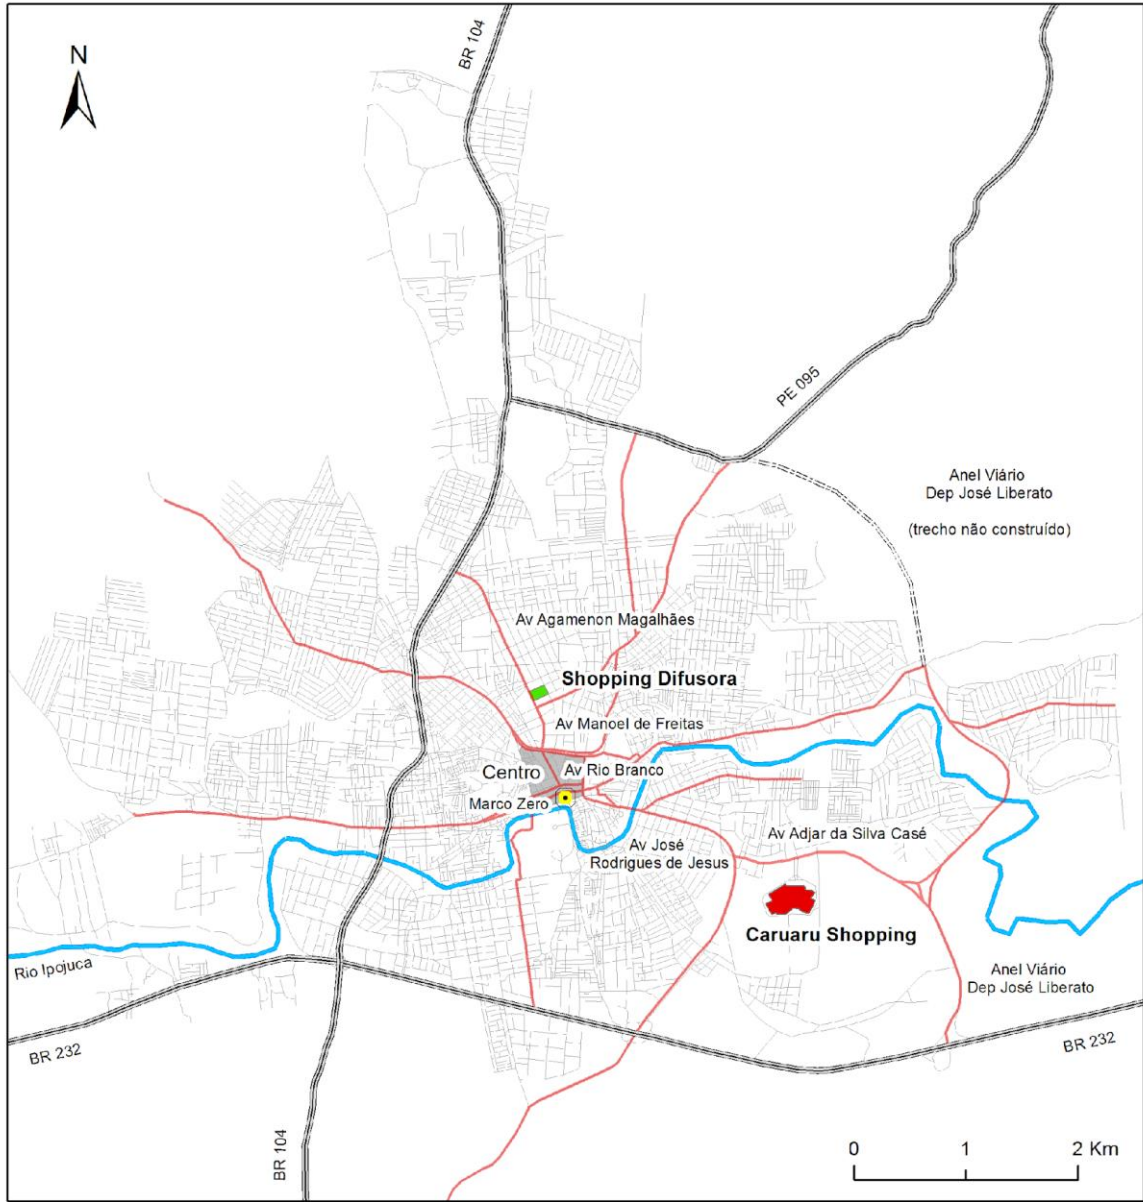 BR 104
N
PE 095
Anel Viário
Dep José Liberato
(trecho não construído)
Av Agamenon Magalhães
Shopping Difusora
Av Manoel de Freitas
Centro
Av Rio Branco
Marco Zero
Av Adjar da Silva Casé
Av José
Rodrigues de Jesus
Caruaru Shopping
Rio Ipojuca
Anel Viário
Dep José Liberato
BR 232
BR 232
BR 104
0 1 2 Km